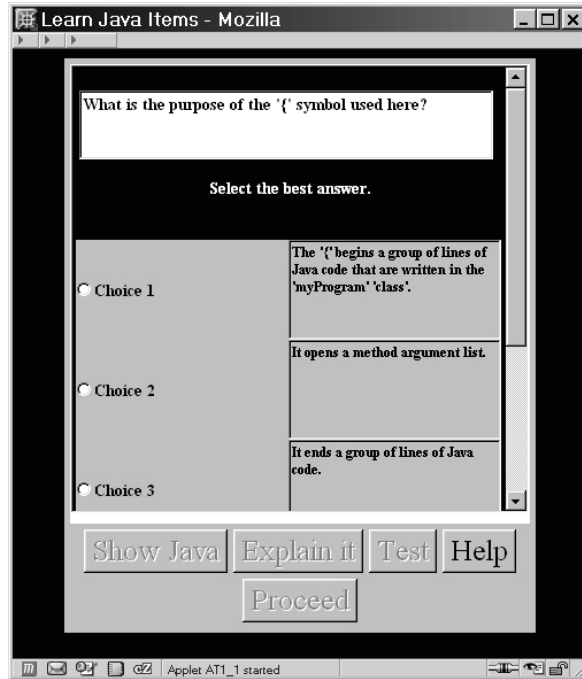 Learn Java Items - Mozilla
What is the purpose of the '{' symbol used here?
Select the best answer.
Choice 1
The '{'begins a group of lines of
Java code that are written in the
'myProgram' 'class'.
Choice 2
It opens a method argument list.
Choice 3
It ends a group of lines of Java
code.
Show Java Explain it Test Help
Proceed
Applet AT1_1 started